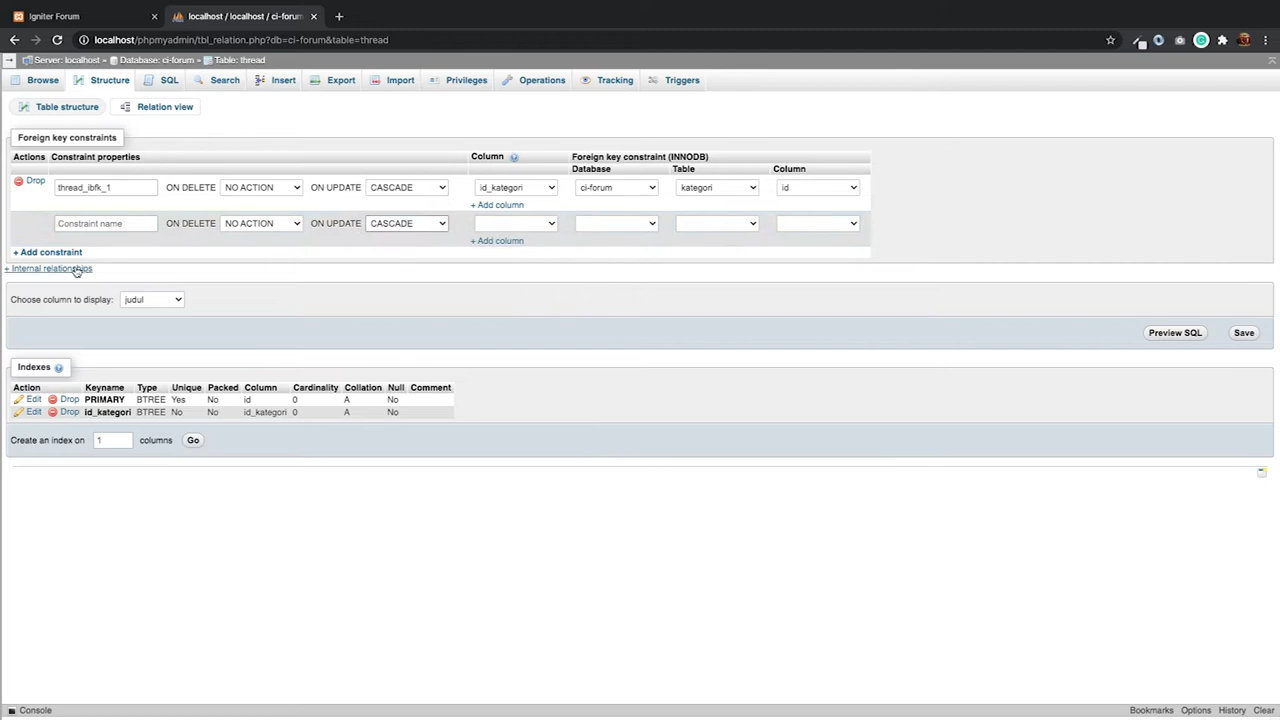 Igniter Forum
localhost / localhost / ci-forum
localhost/phpmyadmin/tbl_relation.php?db=ci-forum&table=thread
Server: localhost » Database: ci-forum » Table: thread
Browse Structure SQL Search Insert Export Import Privileges Operations Tracking Triggers
Table structure Relation view
Foreign key constraints
Actions Constraint properties Column Foreign key constraint (INNODB)
Database Table Column
Drop thread_ibfk_1 ON DELETE NO ACTION ON UPDATE CASCADE id_kategori ci-forum kategori id
+ Add column
Constraint name ON DELETE NO ACTION ON UPDATE CASCADE
+ Add column
+ Add constraint
+ Internal relationships
Choose column to display: judul
Preview SQL Save
Indexes
Action Keyname Type Unique Packed Column Cardinality Collation Null Comment
Edit Drop PRIMARY BTREE Yes No id 0 A No
Edit Drop id_kategori BTREE No No id_kategori 0 A No
Create an index on 1 columns Go
Console Bookmarks Options History Clear